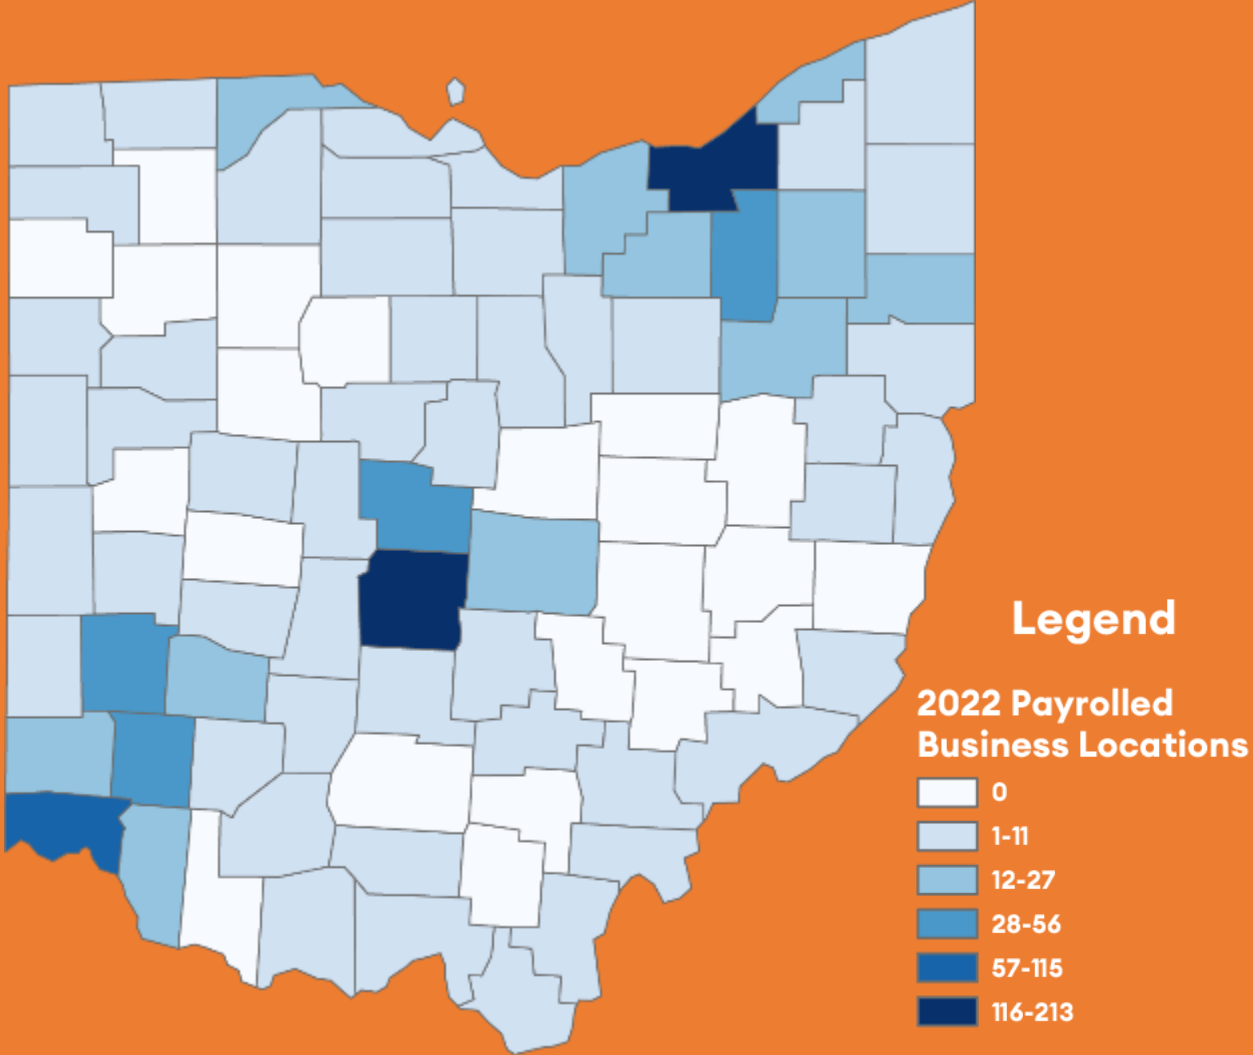 Legend
2022 Payrolled
Business Locations
0
1-11
12-27
28-56
57-115
116-213